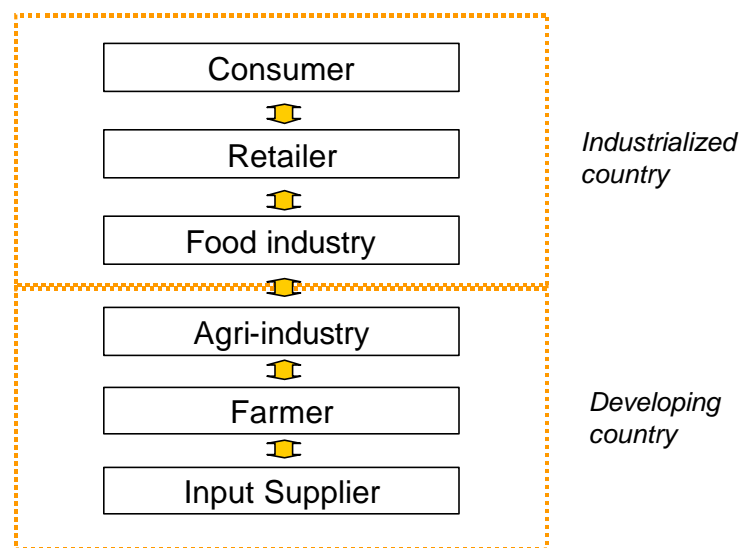 Consumer
Retailer
Industrialized
country
Food industry
Agri-industry
Farmer
Developing
country
Input Supplier